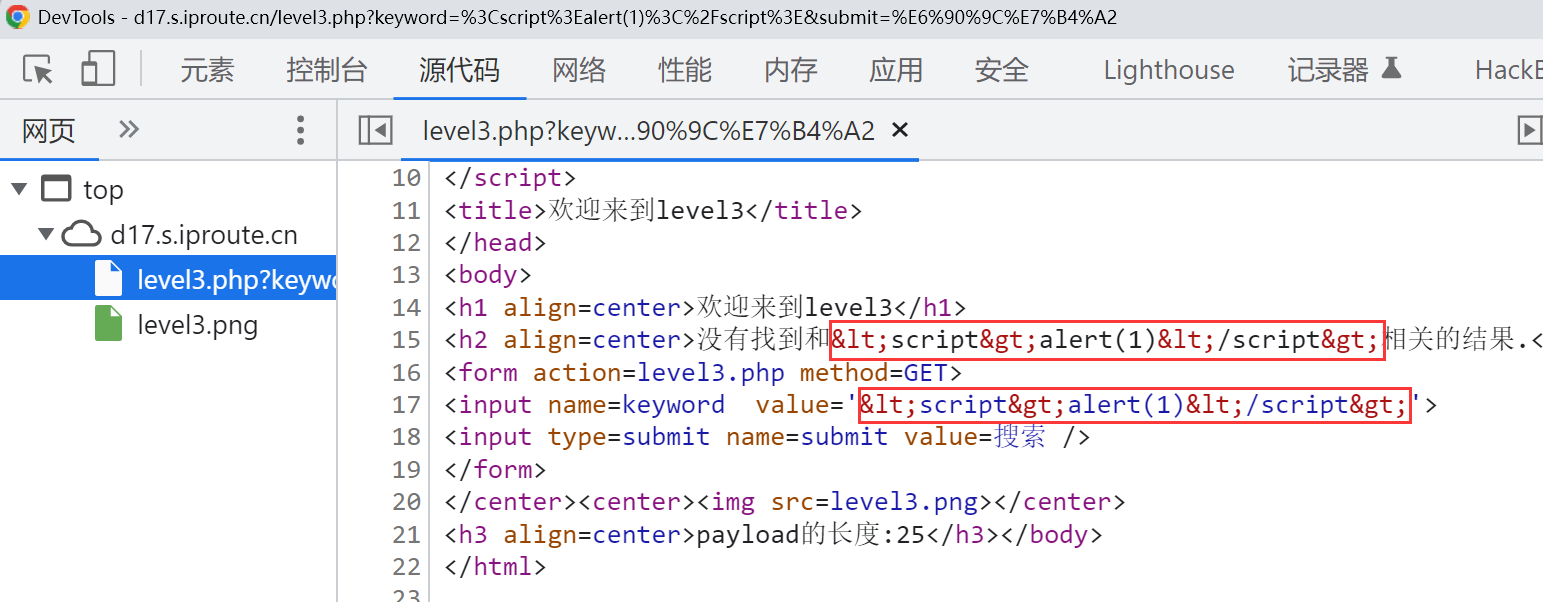 DevTools - d17.s.iproute.cn/level3.php?keyword=%3Cscript%3Ealert(1)%3C%2Fscript%3E&submit=%E6%90%9C%E7%B4%A2
元素 控制台 源代码 网络 性能 内存 应用 安全 Lighthouse 记录器 HackB
网页 level3.php?keyw...90%9C%E7%B4%A2
top
d17.s.iproute.cn
level3.php?keywo
level3.png
10 </script>
11 <title>欢迎来到level3</title>
12 </head>
13 <body>
14 <h1 align=center>欢迎来到level3</h1>
15 <h2 align=center>没有找到和&lt;script&gt;alert(1)&lt;/script&gt;相关的结果.<
16 <form action=level3.php method=GET>
17 <input name=keyword  value='&lt;script&gt;alert(1)&lt;/script&gt;'>
18 <input type=submit name=submit value=搜索 />
19 </form>
20 </center><center><img src=level3.png></center>
21 <h3 align=center>payload的长度:25</h3></body>
22 </html>
23